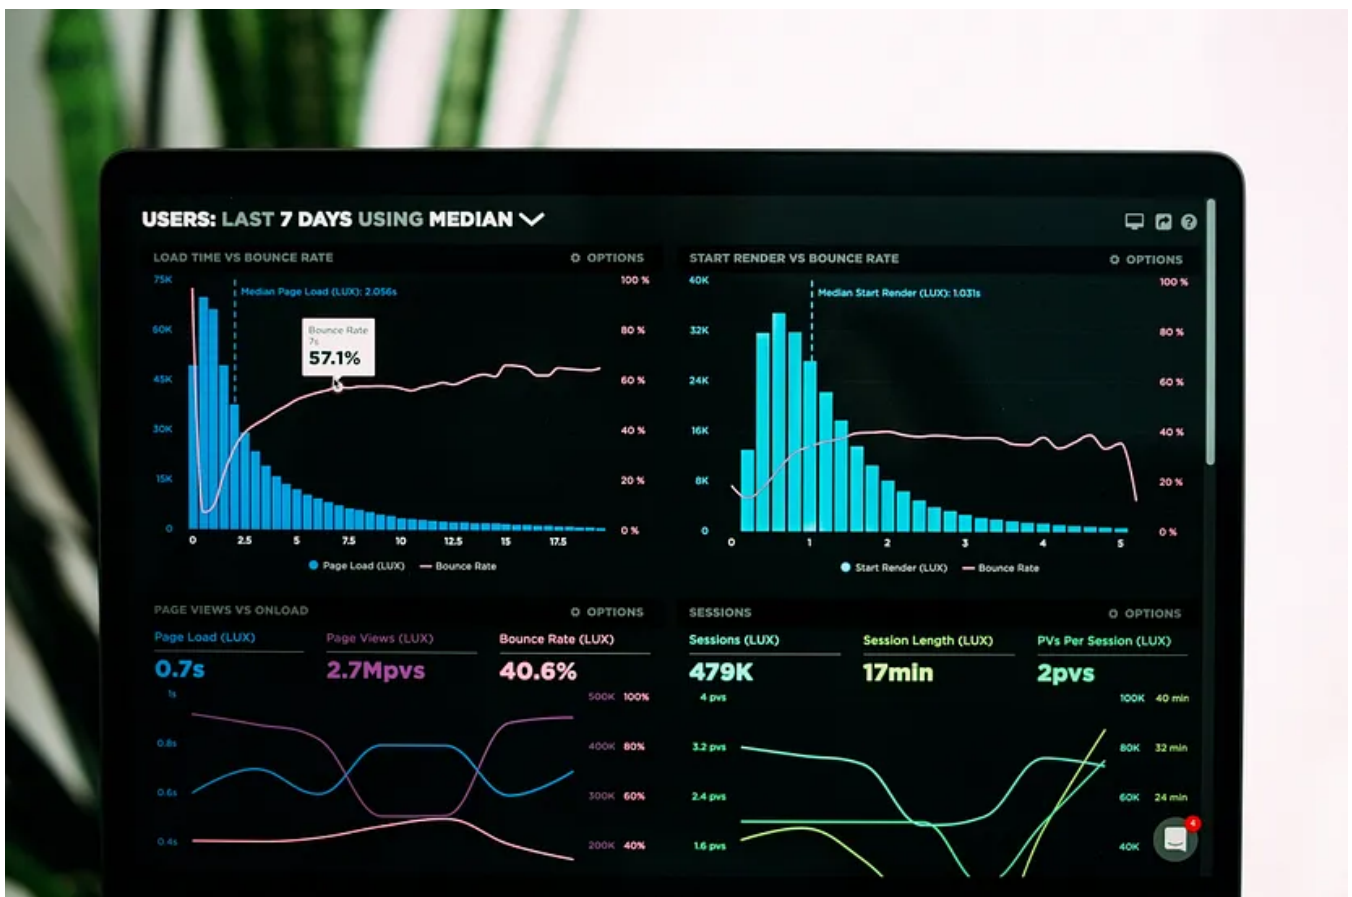 USERS: LAST 7 DAYS USING MEDIAN
LOAD TIME VS BOUNCE RATE
OPTIONS
75K
60K
45K
30K
15K
0
Median Page Load (LUX): 2.056s
Bounce Rate
7s
57.1%
100 %
80 %
60 %
40 %
20 %
0 %
0 2.5 5 7.5 10 12.5 15 17.5
Page Load (LUX) Bounce Rate
START RENDER VS BOUNCE RATE
OPTIONS
40K
32K
24K
16K
8K
0
Median Start Render (LUX): 1.031s
100 %
80 %
60 %
40 %
20 %
0 %
0 1 2 3 4 5
Start Render (LUX) Bounce Rate
PAGE VIEWS VS ONLOAD
OPTIONS
Page Load (LUX) Page Views (LUX) Bounce Rate (LUX)
0.7s 2.7Mpvs 40.6%
1s
0.8s
0.6s
0.4s
500K 100%
400K 80%
300K 60%
200K 40%
SESSIONS
OPTIONS
Sessions (LUX) Session Length (LUX) PVs Per Session (LUX)
479K 17min 2pvs
4 pvs
3.2 pvs
2.4 pvs
1.6 pvs
100K 40 min
80K 32 min
60K 24 min
40K
4